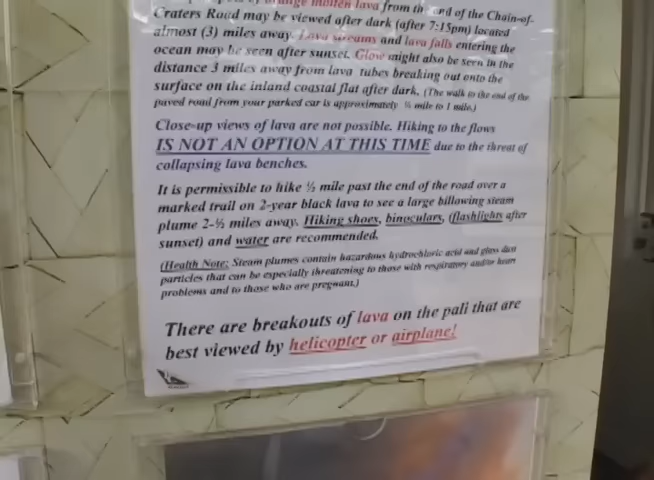 orange molten lava from the end of the Chain-of-
Craters Road may be viewed after dark (after 7:15pm) located
almost (3) miles away. Lava streams and lava falls entering the
ocean may be seen after sunset. Glow might also be seen in the
distance 3 miles away from lava tubes breaking out onto the
surface on the inland coastal flat after dark. (The walk to the end of the
paved road from your parked car is approximately mile to 1 mile.)
Close-up views of lava are not possible. Hiking to the flows
IS NOT AN OPTION AT THIS TIME due to the threat of
collapsing lava benches.
It is permissible to hike ½ mile past the end of the road over a
marked trail on 2-year black lava to see a large billowing steam
plume 2-½ miles away. Hiking shoes, binoculars, (flashlights after
sunset) and water are recommended.
(Health Note: Steam plumes contain hazardous hydrochloric acid and glass dust
particles that can be especially threatening to those with respiratory and/or heart
problems and to those who are pregnant.)
There are breakouts of lava on the pali that are
best viewed by helicopter or airplane!